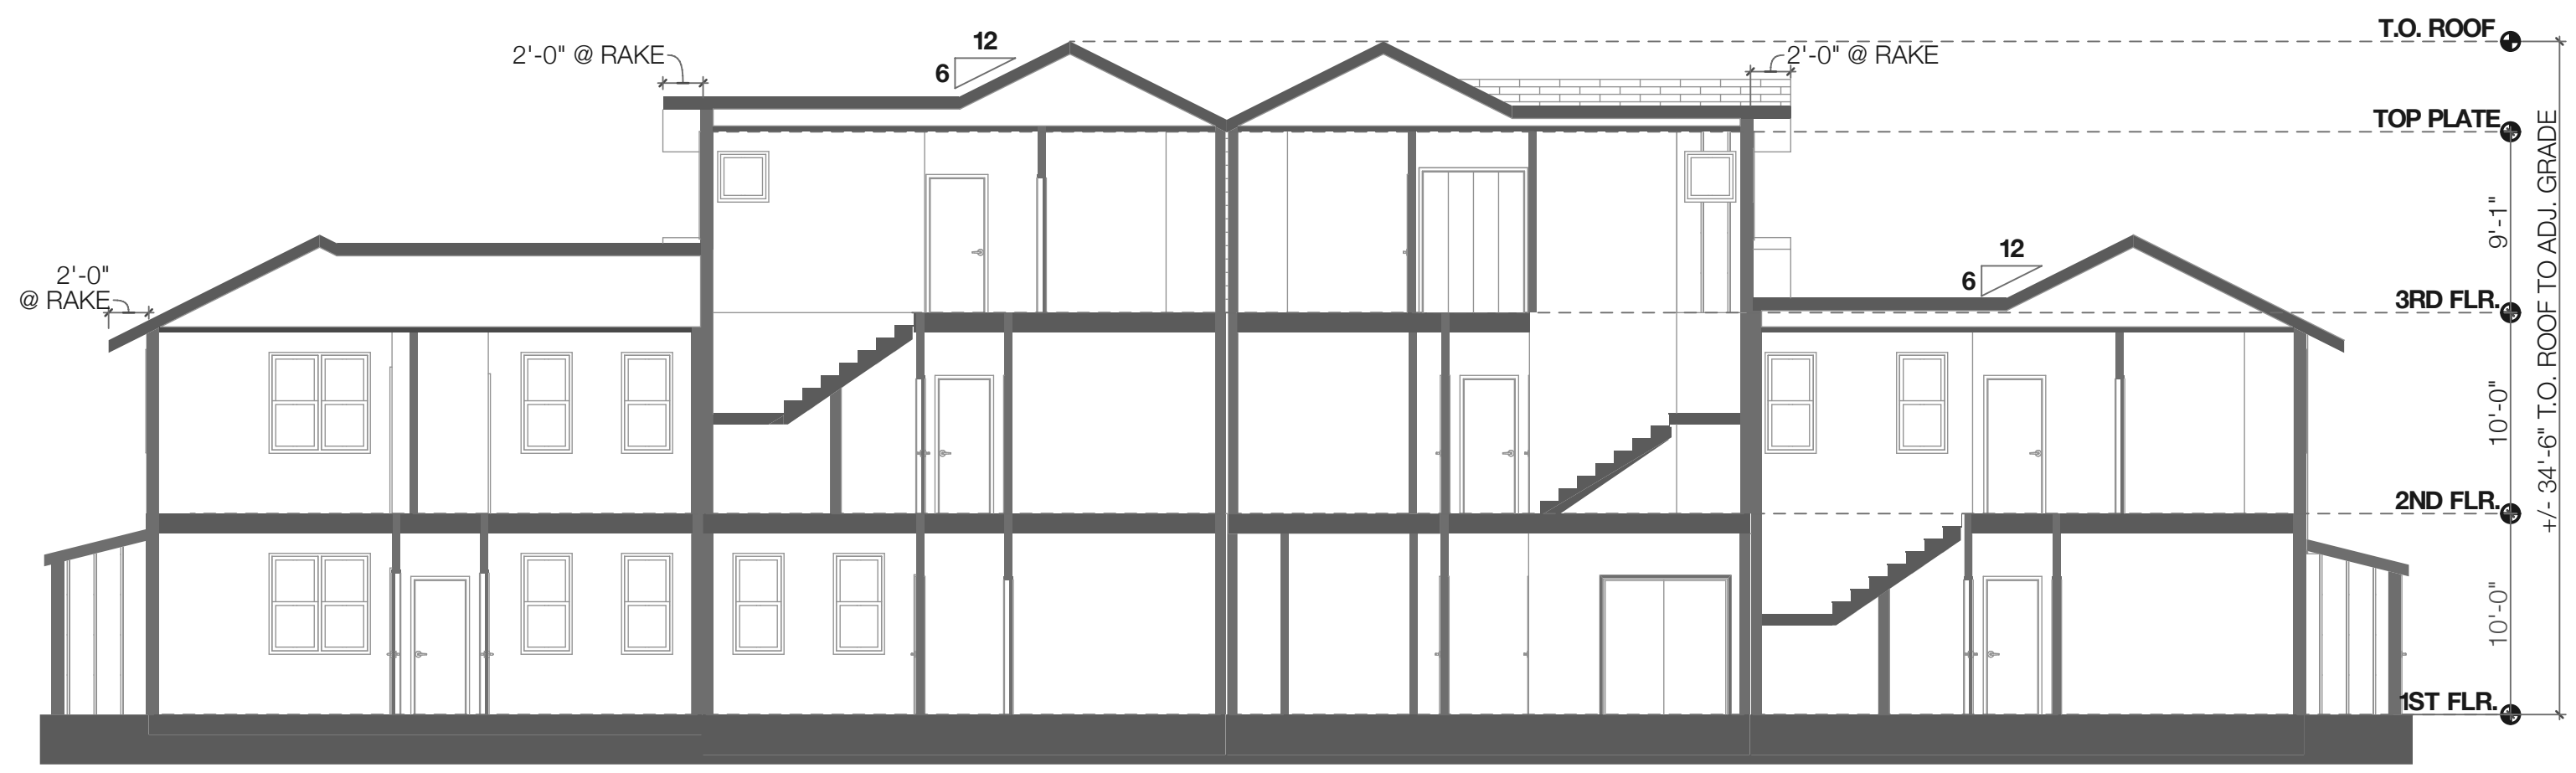 T.O. ROOF
12
2'-0" @ RAKE
2'-0" @ RAKE
6
TOP PLATE
+/- 34'-6" T.O. ROOF TO ADJ. GRADE
9'-1"
12
2'-0"
@ RAKE
6
3RD FLR.
10'-0"
2ND FLR.
10'-0"
1ST FLR.